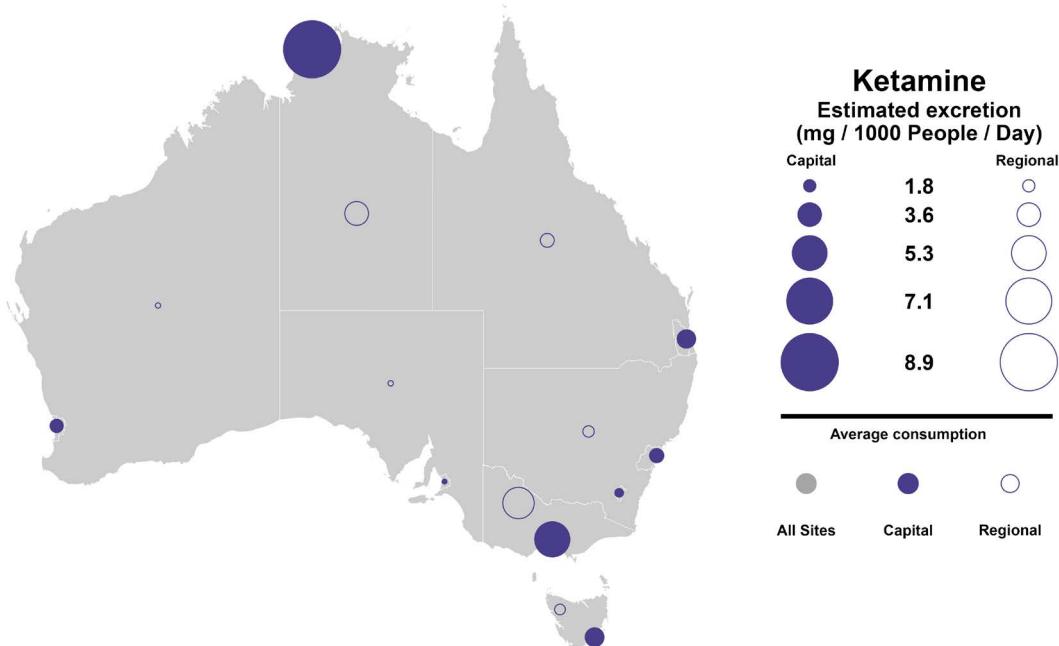 Ketamine
Estimated excretion
(mg / 1000 People / Day)
Capital Regional
1.8
3.6
5.3
7.1
8.9
Average consumption
All Sites Capital Regional